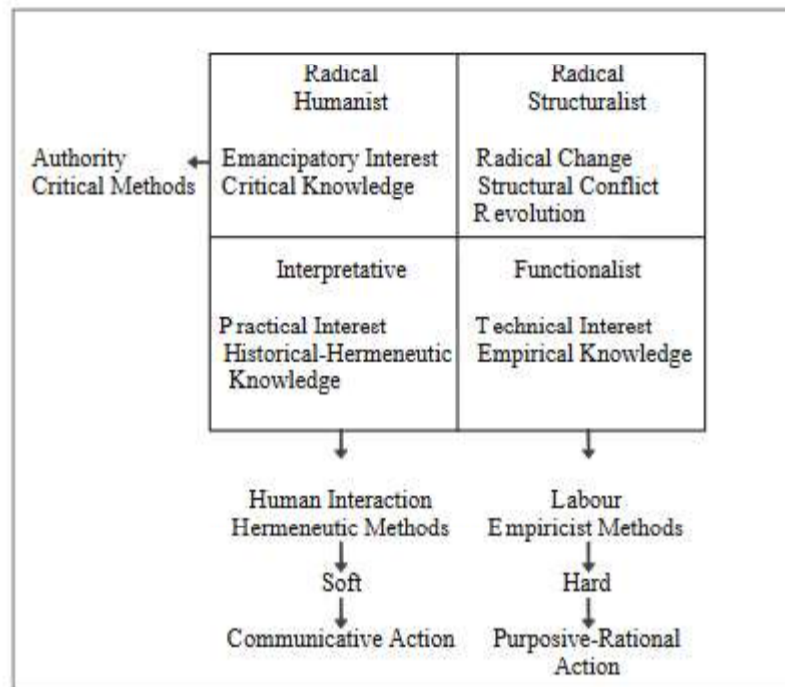 Radical
Humanist
Radical
Structuralist
Authority
Critical Methods
Emancipatory Interest
Critical Knowledge
Radical Change
Structural Conflict
Revolution
Interpretative
Functionalist
Practical Interest
Historical-Hermeneutic
Knowledge
Technical Interest
Empirical Knowledge
Human Interaction
Hermeneutic Methods
Labour
Empiricist Methods
Soft
Hard
Communicative Action
Purposive-Rational
Action